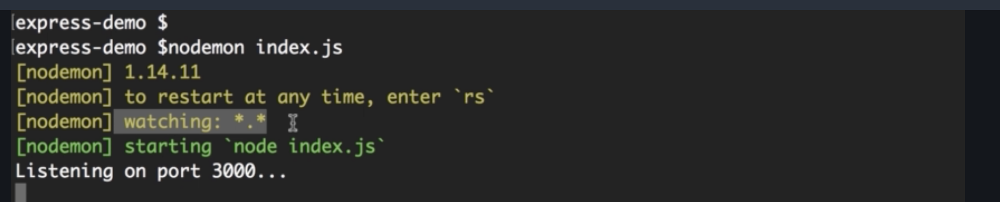 [express-demo $
[express-demo $nodemon index.js
[nodemon] 1.14.11
[nodemon] to restart at any time, enter `rs`
[nodemon] watching: *.*
[nodemon] starting `node index.js`
Listening on port 3000...